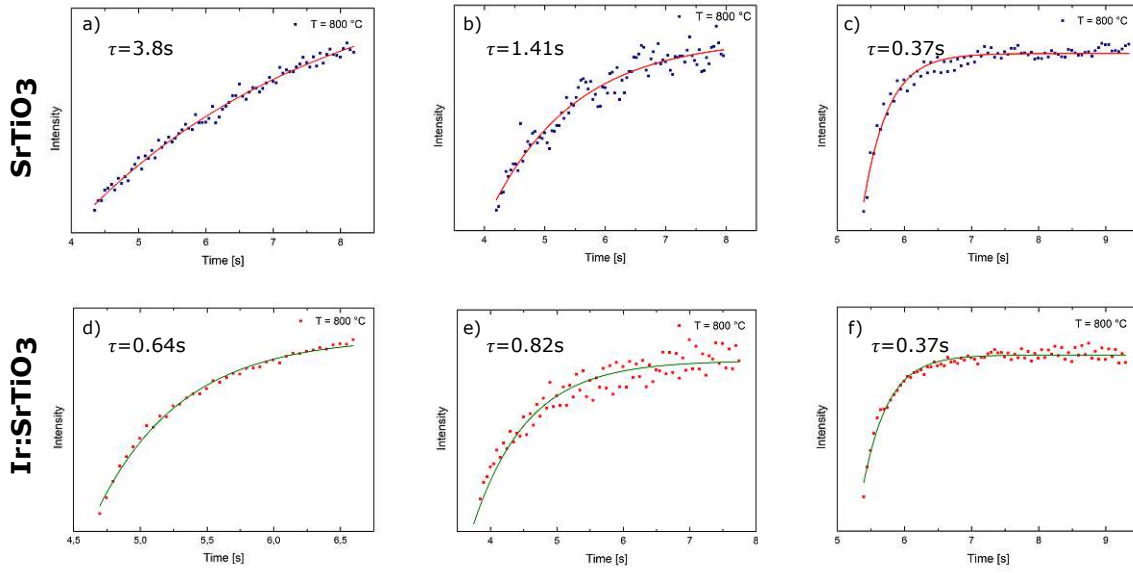 SrTiO3
a)
T = 800 °C
τ=3.8s
Intensity
4 5 6 7 8
Time [s]
b)
T = 800 °C
τ=1.41s
Intensity
4 5 6 7 8
Time [s]
c)
T = 800 °C
τ=0.37s
Intensity
5 6 7 8 9
Time [s]
Ir:SrTiO3
d)
T = 800 °C
τ=0.64s
Intensity
4,5 5,0 5,5 6,0 6,5
Time [s]
e)
T = 800 °C
τ=0.82s
Intensity
4 5 6 7 8
Time [s]
f)
T = 800 °C
τ=0.37s
Intensity
5 6 7 8 9
Time [s]